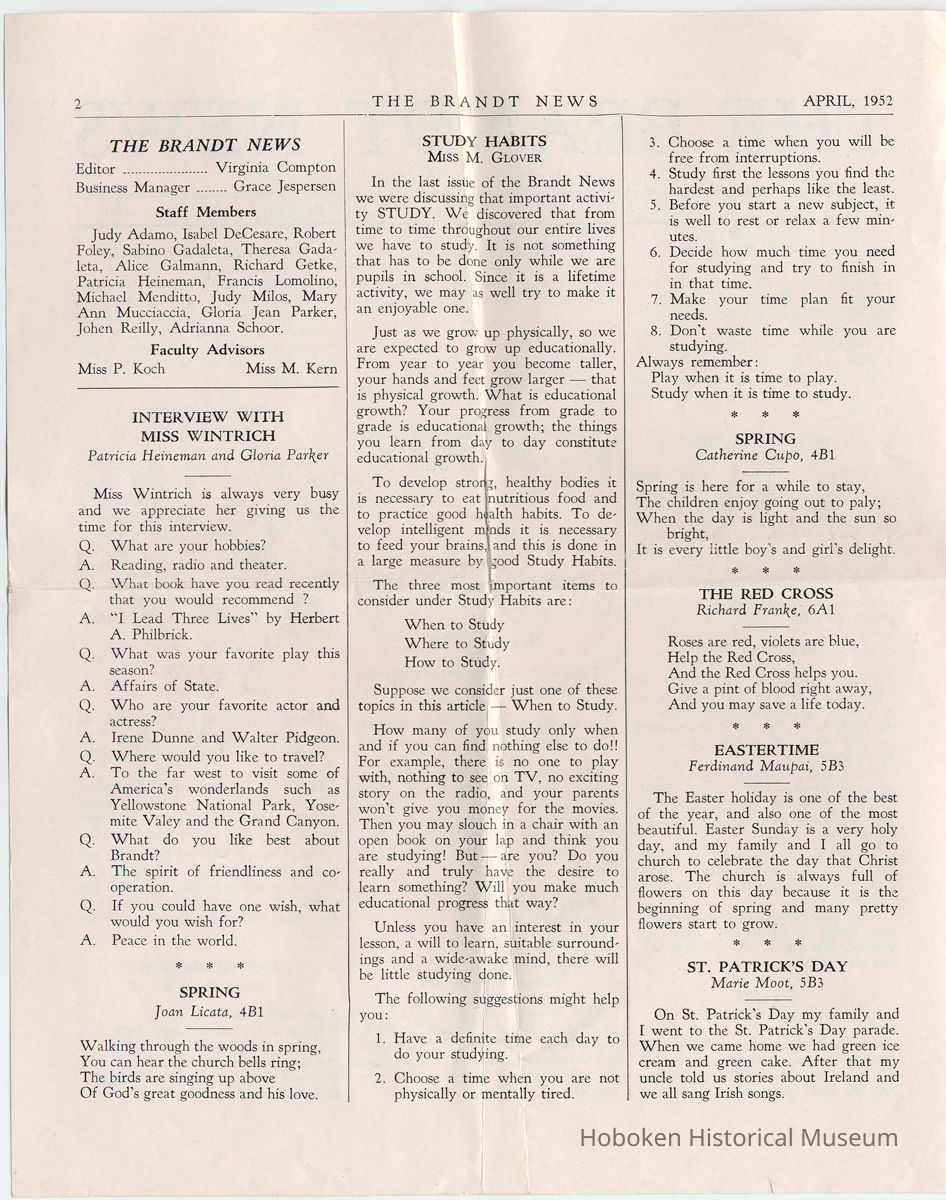 2
THE BRANDT NEWS
APRIL, 1952
THE BRANDT NEWS
Editor ...................... Virginia Compton
Business Manager ........ Grace Jespersen
Staff Members
Judy Adamo, Isabel DeCesare, Robert
Foley, Sabino Gadaleta, Theresa Gada-
leta, Alice Galmann, Richard Getke,
Patricia Heineman, Francis Lomolino,
Michael Menditto, Judy Milos, Mary
Ann Mucciaccia, Gloria Jean Parker,
Johen Reilly, Adrianna Schoor.
Faculty Advisors
Miss P. Koch Miss M. Kern
INTERVIEW WITH
MISS WINTRICH
Patricia Heineman and Gloria Parker
Miss Wintrich is always very busy
and we appreciate her giving us the
time for this interview.
Q. What are your hobbies?
A. Reading, radio and theater.
Q. What book have you read recently
that you would recommend ?
A. "I Lead Three Lives" by Herbert
A. Philbrick.
Q. What was your favorite play this
season?
A. Affairs of State.
Q. Who are your favorite actor and
actress?
A. Irene Dunne and Walter Pidgeon.
Q. Where would you like to travel?
A. To the far west to visit some of
America's wonderlands such as
Yellowstone National Park, Yose-
mite Valey and the Grand Canyon.
Q. What do you like best about
Brandt?
A. The spirit of friendliness and co-
operation.
Q. If you could have one wish, what
would you wish for?
A. Peace in the world.
* * *
SPRING
Joan Licata, 4B1
Walking through the woods in spring,
You can hear the church bells ring;
The birds are singing up above
Of God's great goodness and his love.
STUDY HABITS
MISS M. GLOVER
In the last issue of the Brandt News
we were discussing that important activi-
ty STUDY. We discovered that from
time to time throughout our entire lives
we have to study. It is not something
that has to be done only while we are
pupils in school. Since it is a lifetime
activity, we may as well try to make it
an enjoyable one.
Just as we grow up physically, so we
are expected to grow up educationally.
From year to year you become taller,
your hands and feet grow larger — that
is physical growth. What is educational
growth? Your progress from grade to
grade is educational growth; the things
you learn from day to day constitute
educational growth.
To develop strong, healthy bodies it
is necessary to eat nutritious food and
to practice good health habits. To de-
velop intelligent minds it is necessary
to feed your brains, and this is done in
a large measure by good Study Habits.
The three most important items to
consider under Study Habits are:
When to Study
Where to Study
How to Study.
Suppose we consider just one of these
topics in this article — When to Study.
How many of you study only when
and if you can find nothing else to do!!
For example, there is no one to play
with, nothing to see on TV, no exciting
story on the radio, and your parents
won't give you money for the movies.
Then you may slouch in a chair with an
open book on your lap and think you
are studying! But — are you? Do you
really and truly have the desire to
learn something? Will you make much
educational progress that way?
Unless you have an interest in your
lesson, a will to learn, suitable surround-
ings and a wide-awake mind, there will
be little studying done.
The following suggestions might help
you:
1. Have a definite time each day to
do your studying.
2. Choose a time when you are not
physically or mentally tired.
3. Choose a time when you will be
free from interruptions.
4. Study first the lessons you find the
hardest and perhaps like the least.
5. Before you start a new subject, it
is well to rest or relax a few min-
utes.
6. Decide how much time you need
for studying and try to finish in
in that time.
7. Make your time plan fit your
needs.
8. Don't waste time while you are
studying.
Always remember:
Play when it is time to play.
Study when it is time to study.
* * *
SPRING
Catherine Cupo, 4B1
Spring is here for a while to stay,
The children enjoy going out to paly;
When the day is light and the sun so
bright,
It is every little boy's and girl's delight.
* * *
THE RED CROSS
Richard Franke, 6A1
Roses are red, violets are blue,
Help the Red Cross,
And the Red Cross helps you.
Give a pint of blood right away,
And you may save a life today.
* * *
EASTERTIME
Ferdinand Maupai, 5B3
The Easter holiday is one of the best
of the year, and also one of the most
beautiful. Easter Sunday is a very holy
day, and my family and I all go to
church to celebrate the day that Christ
arose. The church is always full of
flowers on this day because it is the
beginning of spring and many pretty
flowers start to grow.
* * *
ST. PATRICK'S DAY
Marie Moot, 5B3
On St. Patrick's Day my family and
I went to the St. Patrick's Day parade.
When we came home we had green ice
cream and green cake. After that my
uncle told us stories about Ireland and
we all sang Irish songs.
Hoboken Historical Museum